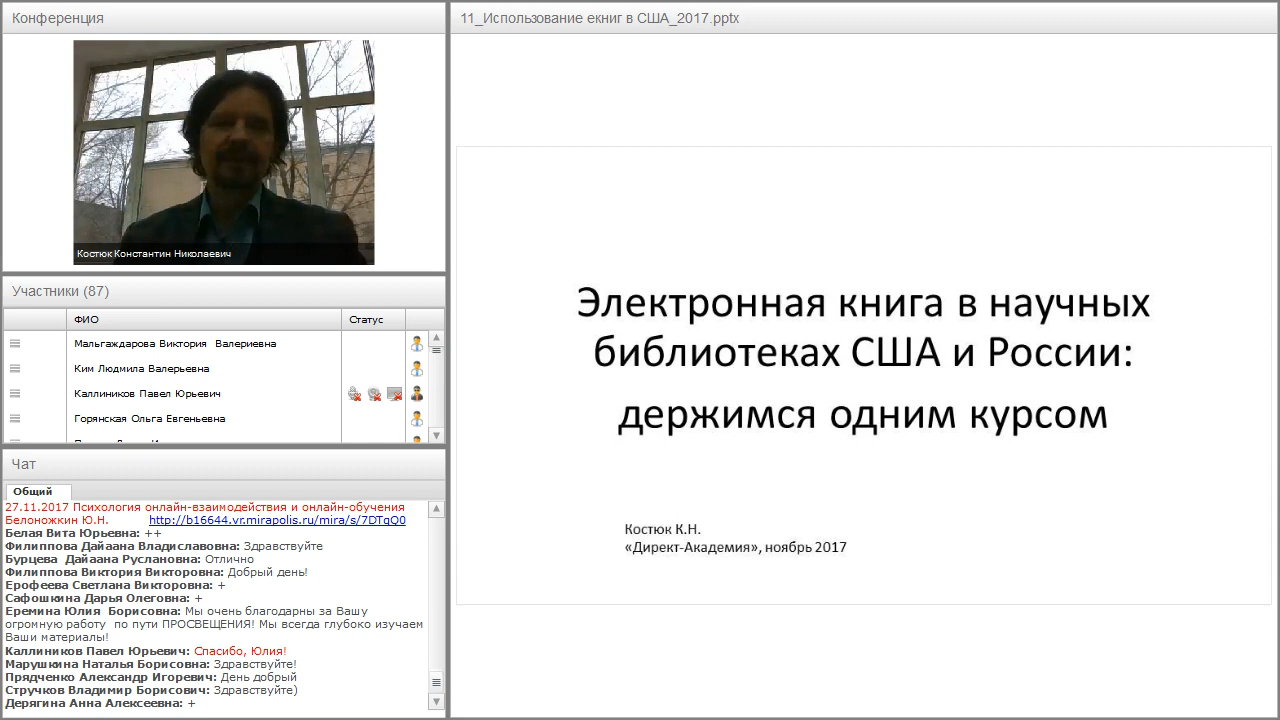 Конференция
Костюк Константин Николаевич
Участники (87)
ФИО
Статус
Мальгаждарова Виктория Валериевна
Ким Людмила Валерьевна
Каллиников Павел Юрьевич
Горянская Ольга Евгеньевна
Чат
Общий
27.11.2017 Психология онлайн-взаимодействия и онлайн-обучения
Белоножкин Ю.Н. http://b16644.vr.mirapolis.ru/mira/s/7DTgQ0
Белая Вита Юрьевна: ++
Филиппова Дайаана Владиславовна: Здравствуйте
Бурцева Дайаана Руслановна: Отлично
Филиппова Виктория Викторовна: Добрый день!
Ерофеева Светлана Викторовна: +
Сафошкина Дарья Олеговна: +
Еремина Юлия Борисовна: Мы очень благодарны за Вашу
огромную работу по пути ПРОСВЕЩЕНИЯ! Мы всегда глубоко изучаем
Ваши материалы!
Каллиников Павел Юрьевич: Спасибо, Юлия!
Марушкина Наталья Борисовна: Здравствуйте!
Прядченко Александр Игоревич: День добрый
Стручков Владимир Борисович: Здравствуйте)
Дерягина Анна Алексеевна: +
11_Использование екниг в США_2017.pptx
Электронная книга в научных
библиотеках США и России:
держимся одним курсом
Костюк К.Н.
«Директ-Академия», ноябрь 2017